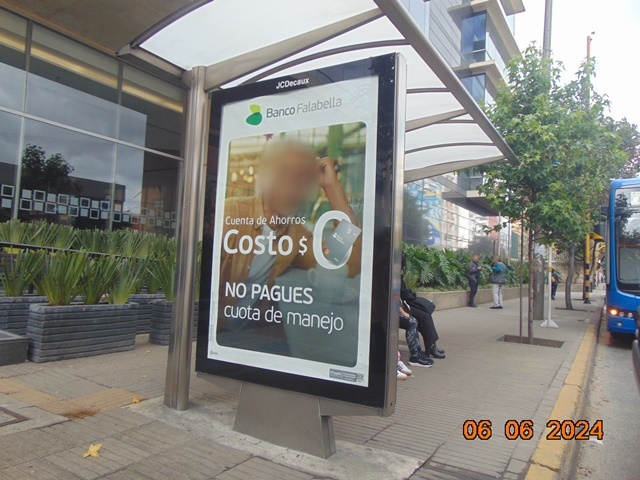 JCDecaux
Banco Falabella
Cuenta de Ahorros
Costo $0
NO PAGUES
cuota de manejo
06 06 2024